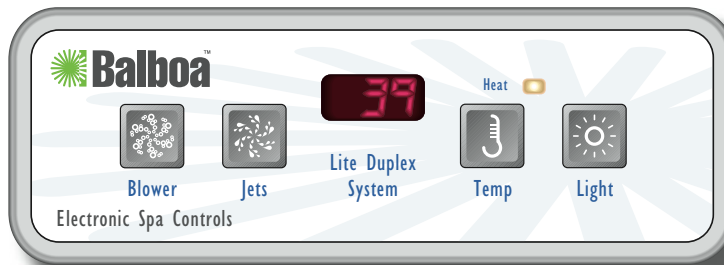 Balboa™
Heat
39
Blower
Jets
Lite Duplex
System
Temp
Light
Electronic Spa Controls